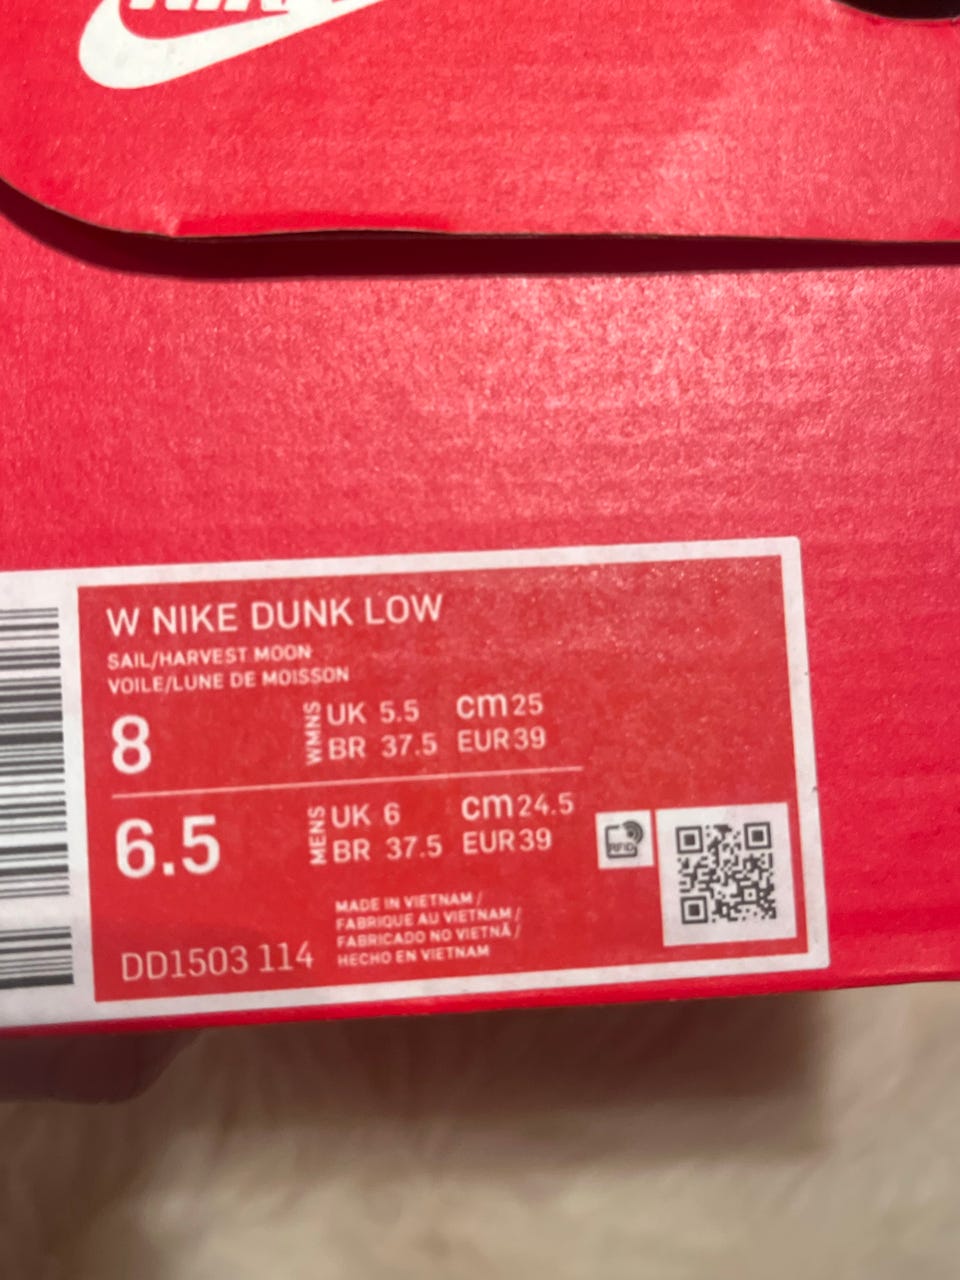 W NIKE DUNK LOW
SAIL/HARVEST MOON
VOILE/LUNE DE MOISSON
8 WMNS UK 5.5 cm 25
BR 37.5 EUR 39
6.5 MENS UK 6 cm 24.5
BR 37.5 EUR 39
RFID
MADE IN VIETNAM /
FABRIQUE AU VIETNAM /
FABRICADO NO VIETNÃ /
HECHO EN VIETNAM
DD1503 114